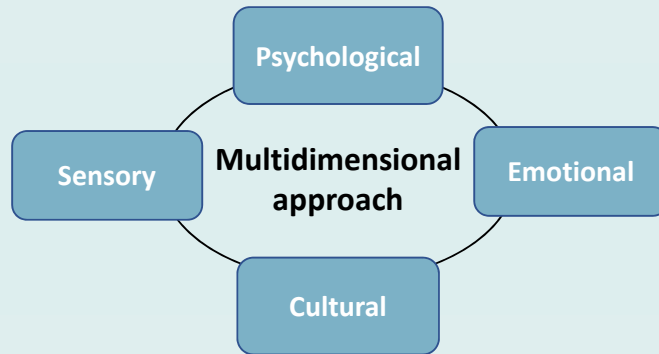 Psychological
Sensory
Multidimensional
approach
Emotional
Cultural